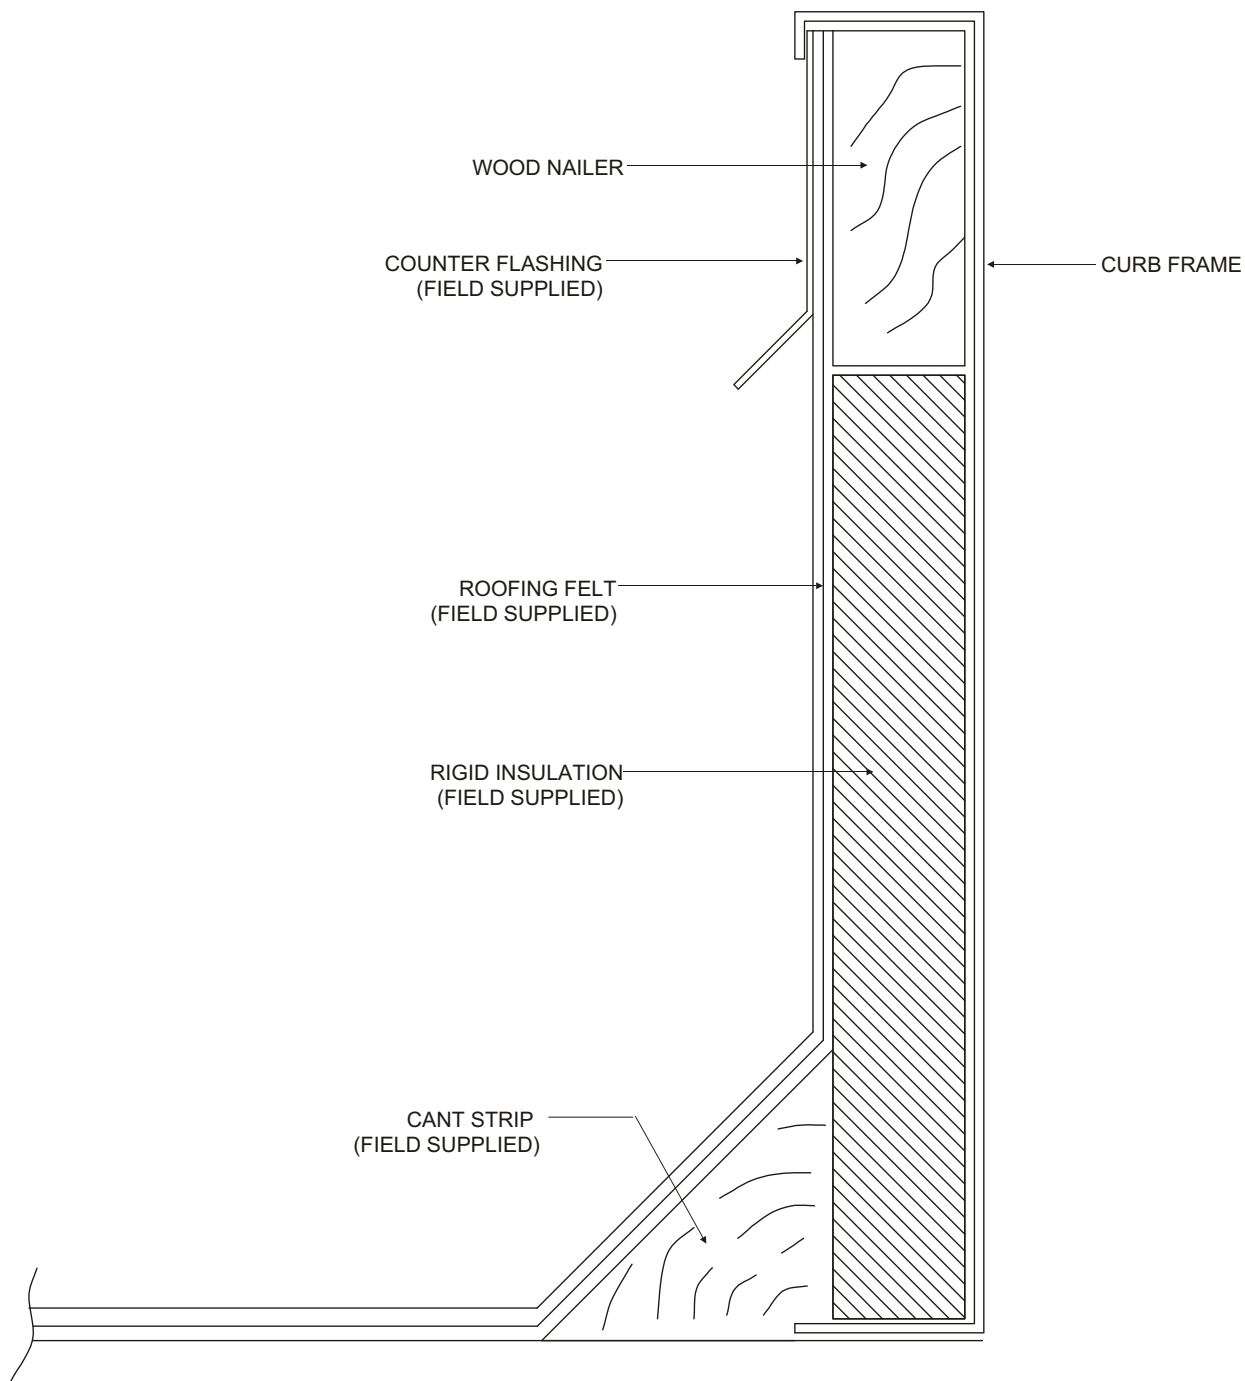 WOOD NAILER
COUNTER FLASHING
(FIELD SUPPLIED)
CURB FRAME
ROOFING FELT
(FIELD SUPPLIED)
RIGID INSULATION
(FIELD SUPPLIED)
CANT STRIP
(FIELD SUPPLIED)